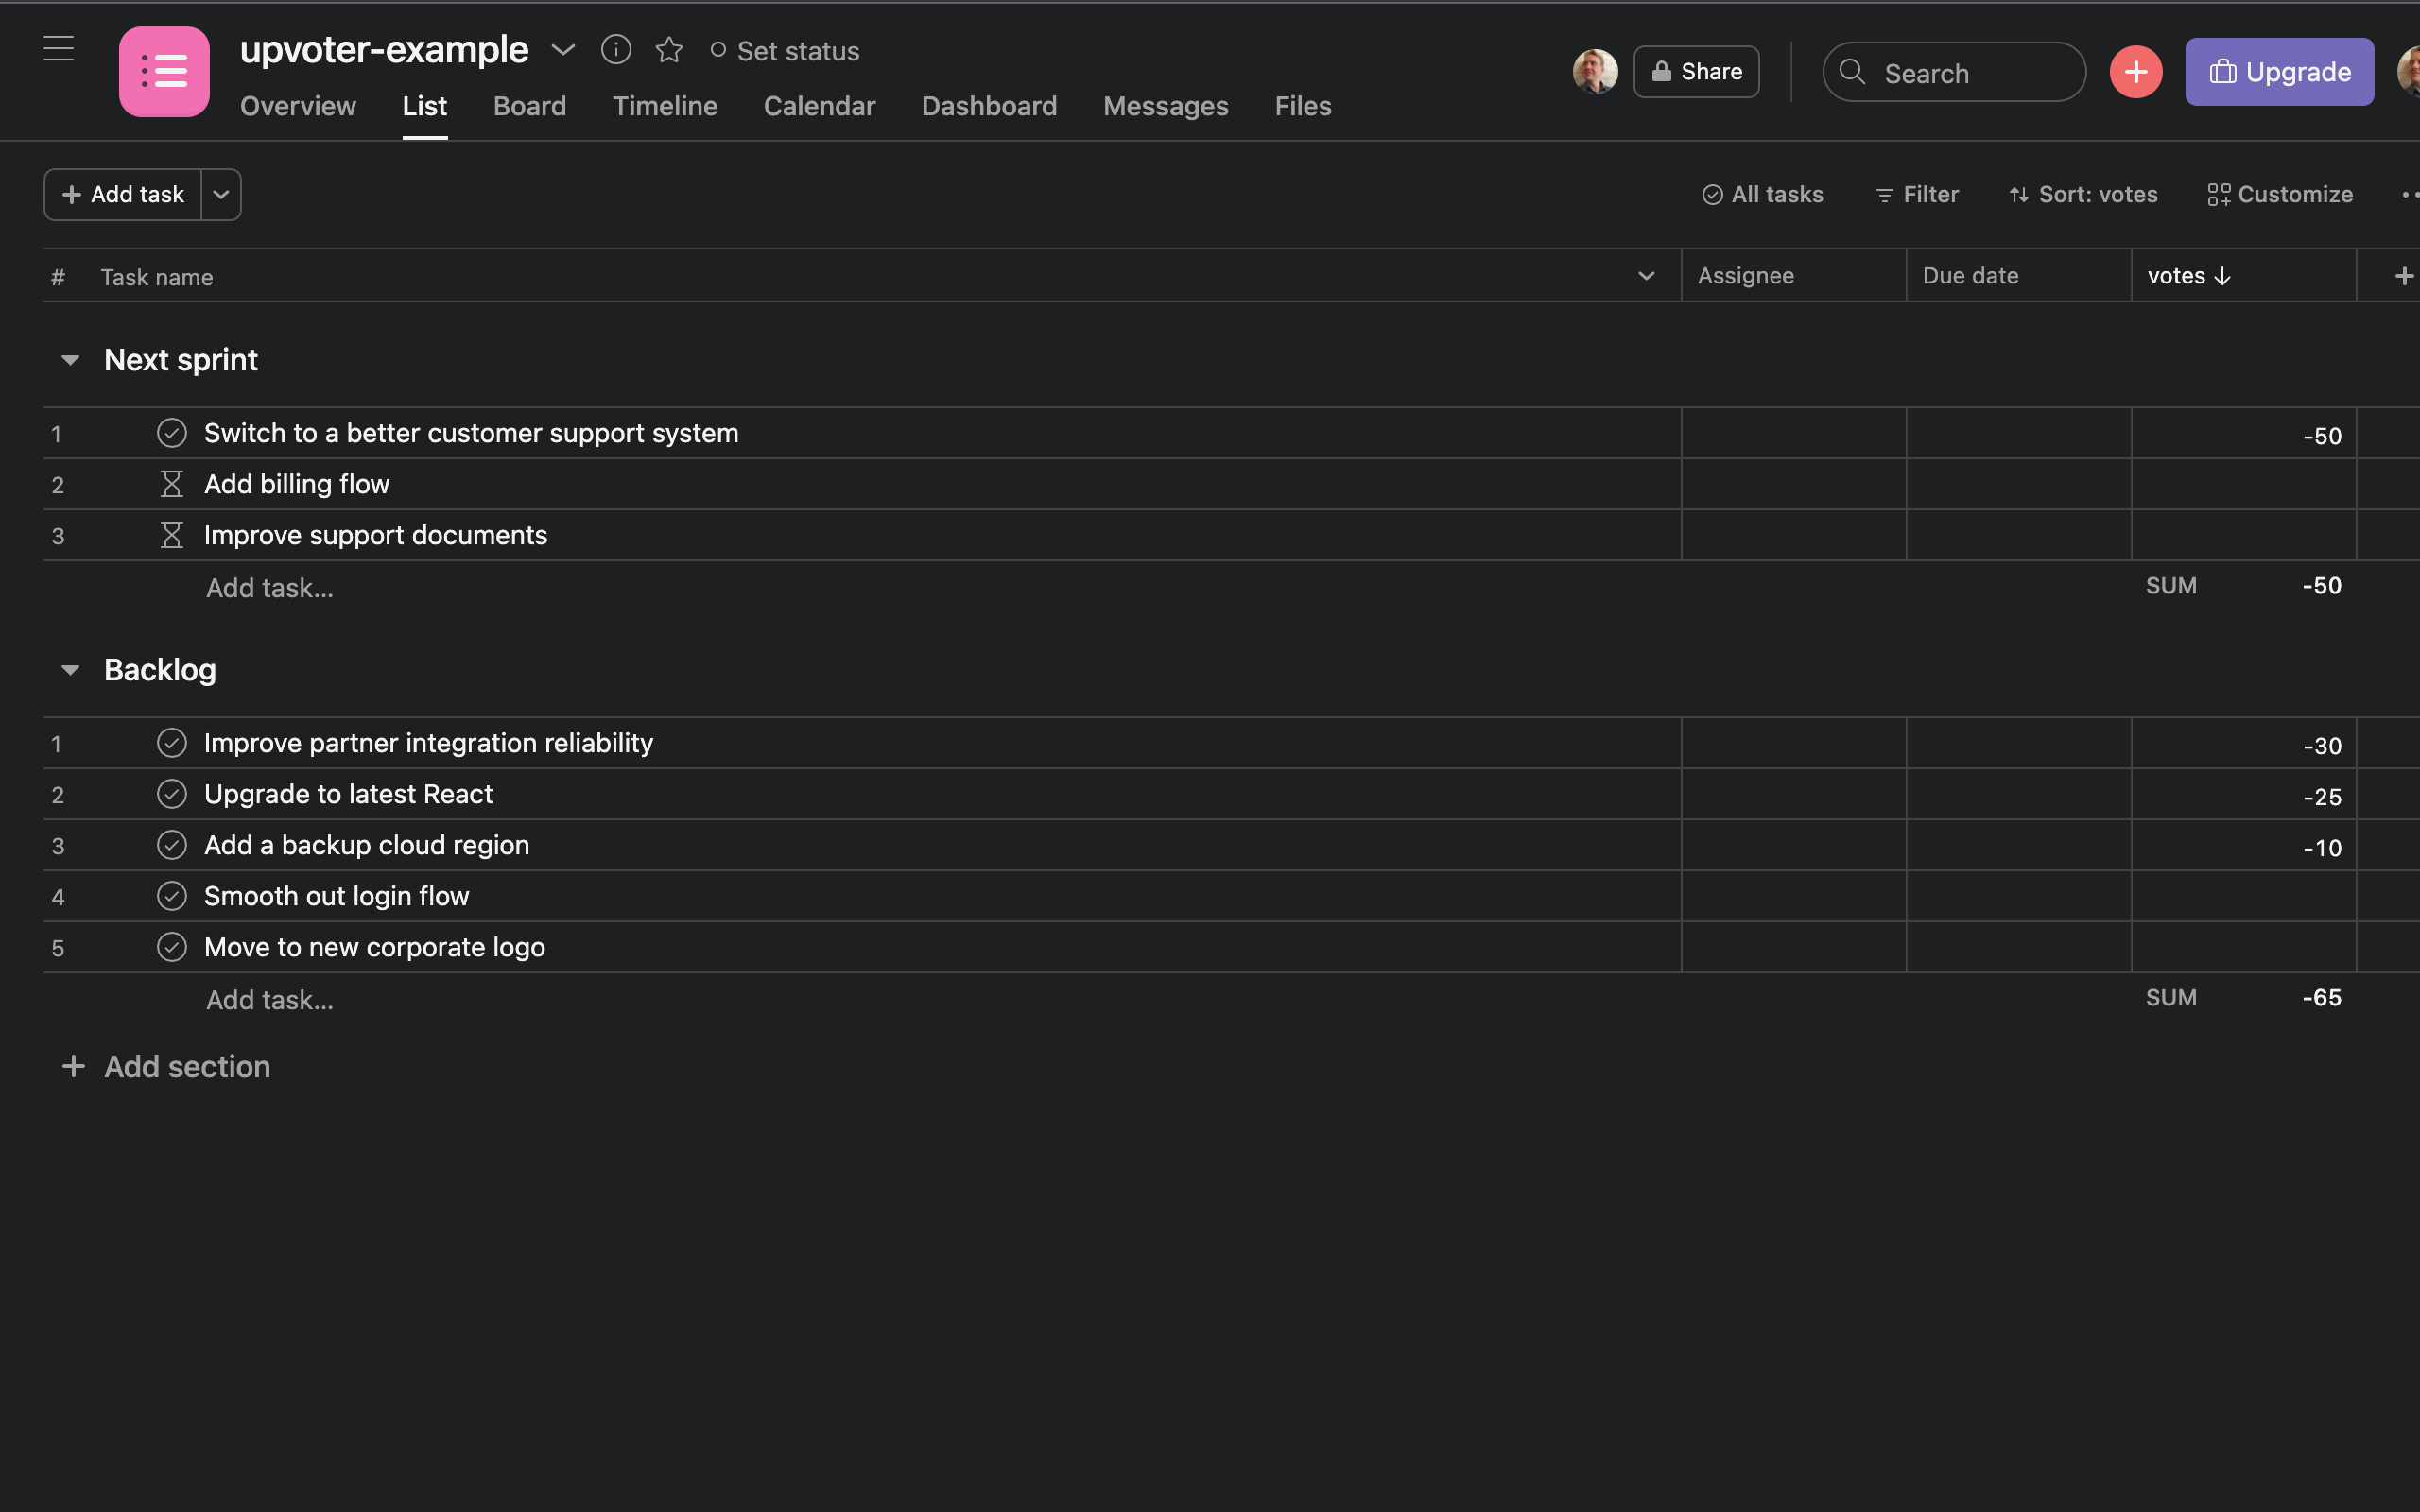 upvoter-example
Set status
Share
Search
Upgrade
Overview List Board Timeline Calendar Dashboard Messages Files
Add task
All tasks
Filter
Sort: votes
Customize
# Task name Assignee Due date votes
Next sprint
1 Switch to a better customer support system -50
2 Add billing flow
3 Improve support documents
Add task... SUM -50
Backlog
1 Improve partner integration reliability -30
2 Upgrade to latest React -25
3 Add a backup cloud region -10
4 Smooth out login flow
5 Move to new corporate logo
Add task... SUM -65
Add section